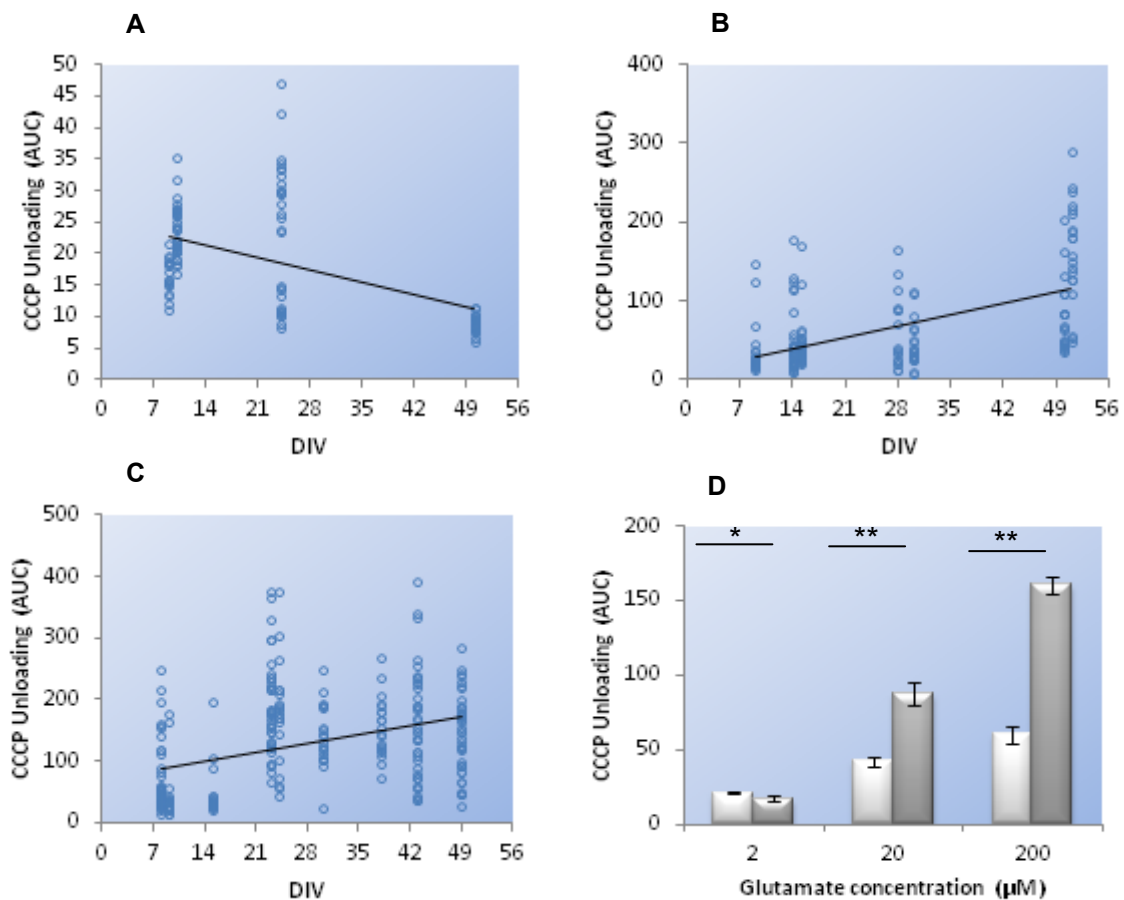 A
50
45
40
35
30
25
20
15
10
5
0
CCCP Unloading (AUC)
0 7 14 21 28 35 42 49 56
DIV
B
400
300
200
100
0
CCCP Unloading (AUC)
0 7 14 21 28 35 42 49 56
DIV
C
500
400
300
200
100
0
CCCP Unloading (AUC)
0 7 14 21 28 35 42 49 56
DIV
D
200
150
100
50
0
CCCP Unloading (AUC)
* ** **
2 20 200
Glutamate concentration (µM)